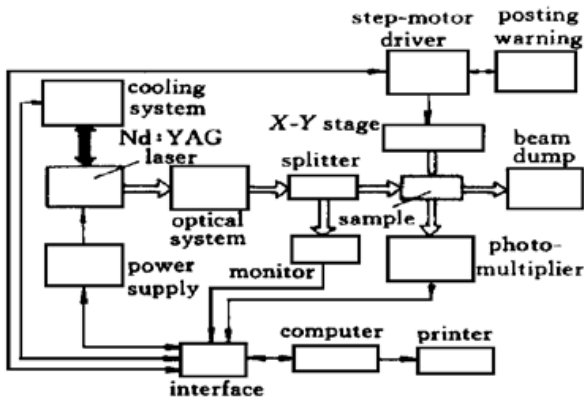 step-motor
driver
posting
warning
cooling
system
Nd:YAG
laser
X-Y stage
splitter
beam
dump
optical
system
sample
power
supply
monitor
photo-
multiplier
computer
printer
interface